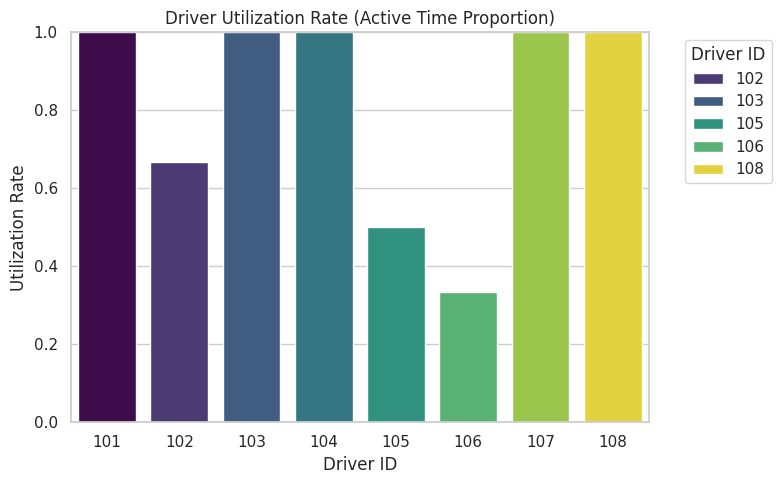 Driver Utilization Rate (Active Time Proportion)
Utilization Rate
1.0
0.8
0.6
0.4
0.2
0.0
101 102 103 104 105 106 107 108
Driver ID
Driver ID
102
103
105
106
108